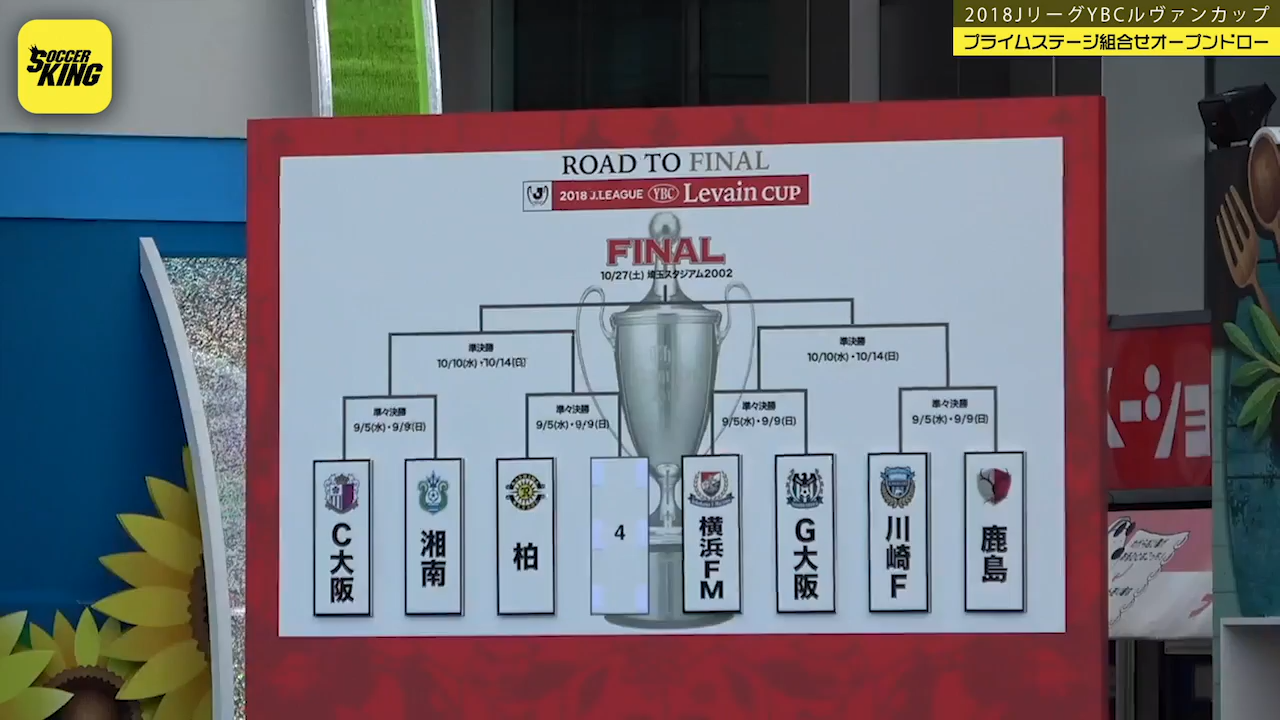 SOCCER
KING
2018JリーグYBCルヴァンカップ
プライムステージ組合せオープンドロー
ROAD TO FINAL
2018 J.LEAGUE YBC Levain CUP
FINAL
10/27(土) 埼玉スタジアム2002
準決勝
10/10(水)・10/14(日)
準決勝
10/10(水)・10/14(日)
準々決勝
9/5(水)・9/9(日)
準々決勝
9/5(水)・9/9(日)
準々決勝
9/5(水)・9/9(日)
準々決勝
9/5(水)・9/9(日)
C大阪
湘南
柏
4
横浜FM
G大阪
川崎F
鹿島